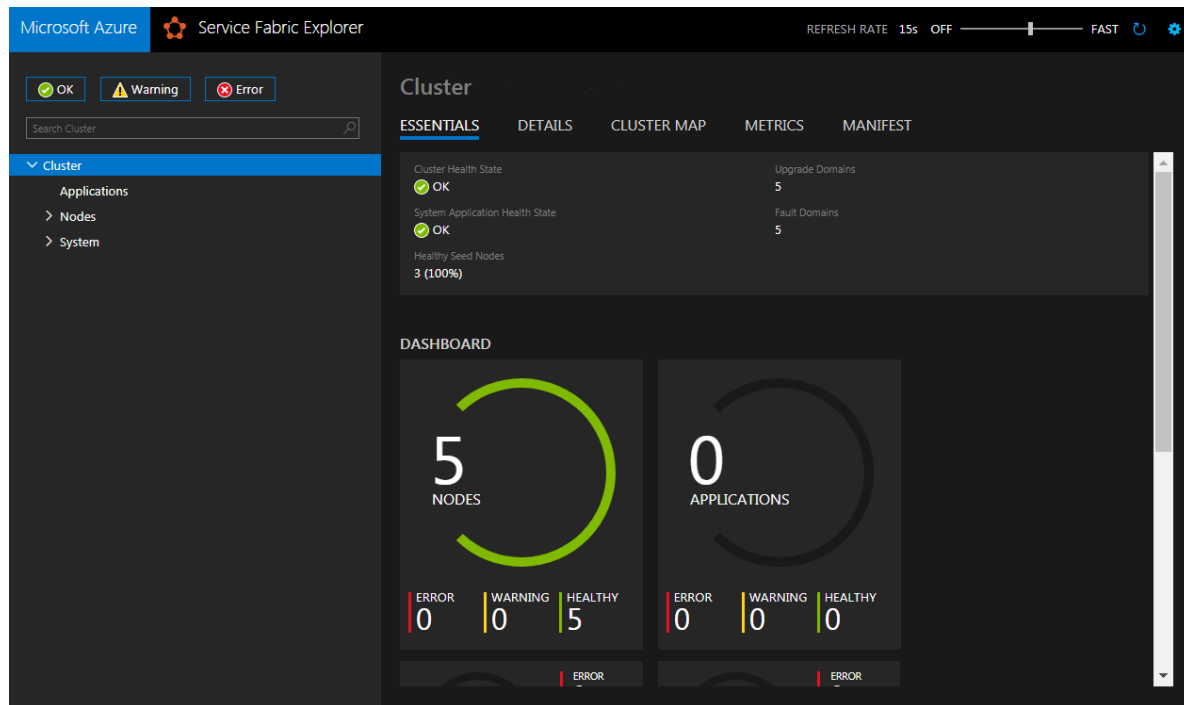 Microsoft Azure Service Fabric Explorer REFRESH RATE 15s OFF FAST
OK Warning Error
Search Cluster
Cluster
Applications
Nodes
System
Cluster
ESSENTIALS DETAILS CLUSTER MAP METRICS MANIFEST
Cluster Health State Upgrade Domains
OK 5
System Application Health State Fault Domains
OK 5
Healthy Seed Nodes
3 (100%)
DASHBOARD
5 0
NODES APPLICATIONS
ERROR WARNING HEALTHY ERROR WARNING HEALTHY
0 0 5 0 0 0
ERROR ERROR